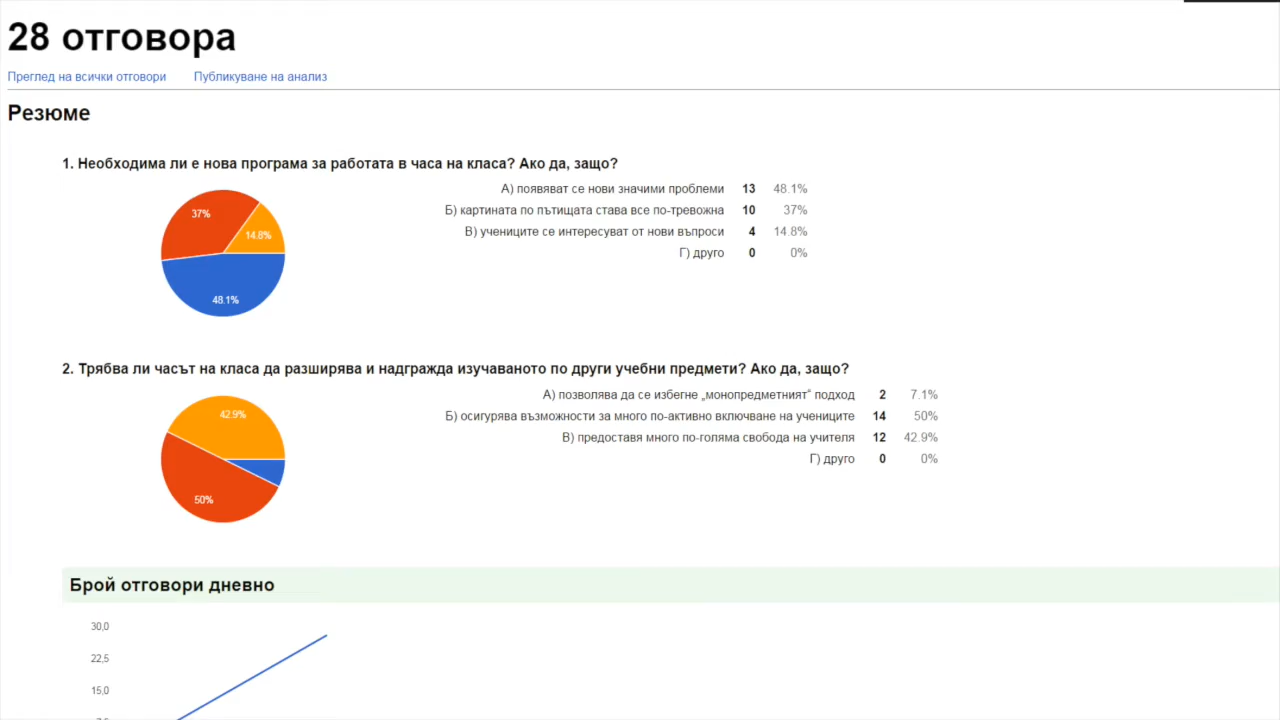 28 отговора
Преглед на всички отговори Публикуване на анализ
Резюме
1. Необходима ли е нова програма за работата в часа на класа? Ако да, защо?
37%
14.8%
48.1%
А) появяват се нови значими проблеми 13 48.1%
Б) картината по пътищата става все по-тревожна 10 37%
В) учениците се интересуват от нови въпроси 4 14.8%
Г) друго 0 0%
2. Трябва ли часът на класа да разширява и надгражда изучаваното по други учебни предмети? Ако да, защо?
42.9%
50%
А) позволява да се избегне „монопредметният“ подход 2 7.1%
Б) осигурява възможности за много по-активно включване на учениците 14 50%
В) предоставя много по-голяма свобода на учителя 12 42.9%
Г) друго 0 0%
Брой отговори дневно
30,0
22,5
15,0